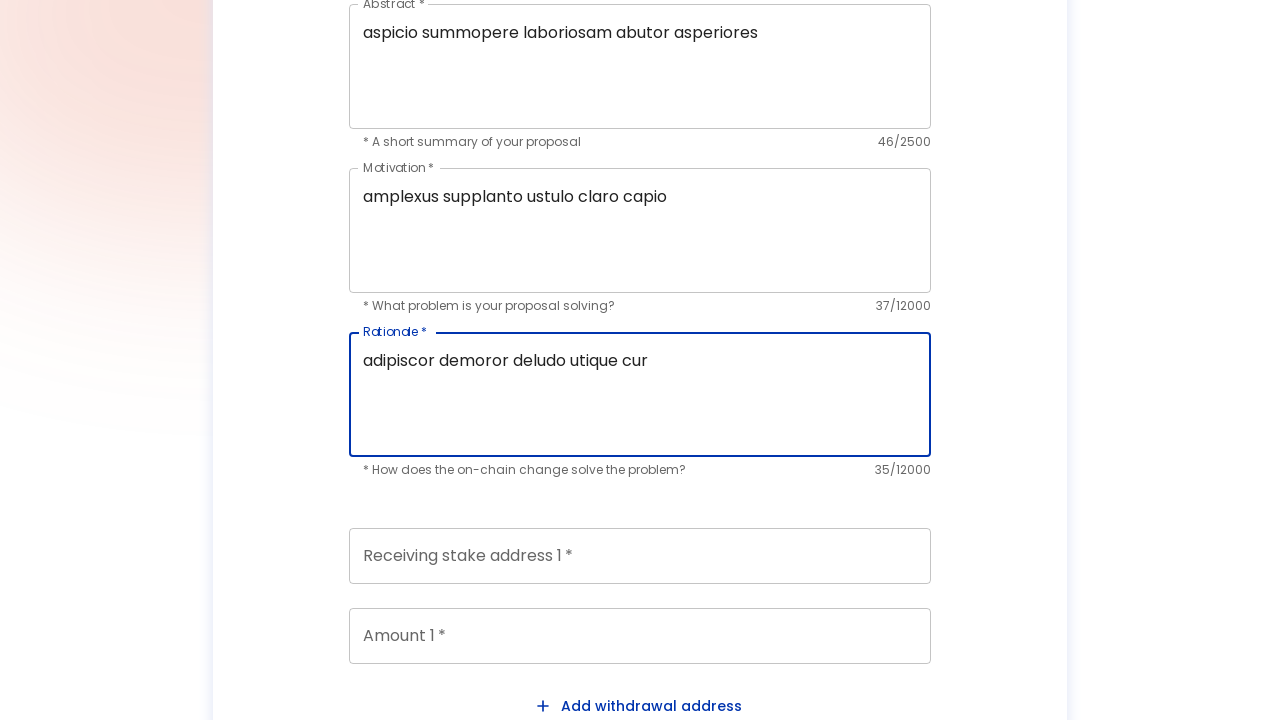 Abstract *
aspicio summopere laboriosam abutor asperiores
* A short summary of your proposal 46/2500
Motivation *
amplexus supplanto ustulo claro capio
* What problem is your proposal solving? 37/12000
Rationale *
adipiscor demoror deludo utique cur
* How does the on-chain change solve the problem? 35/12000
Receiving stake address 1 *
Amount 1 *
+ Add withdrawal address